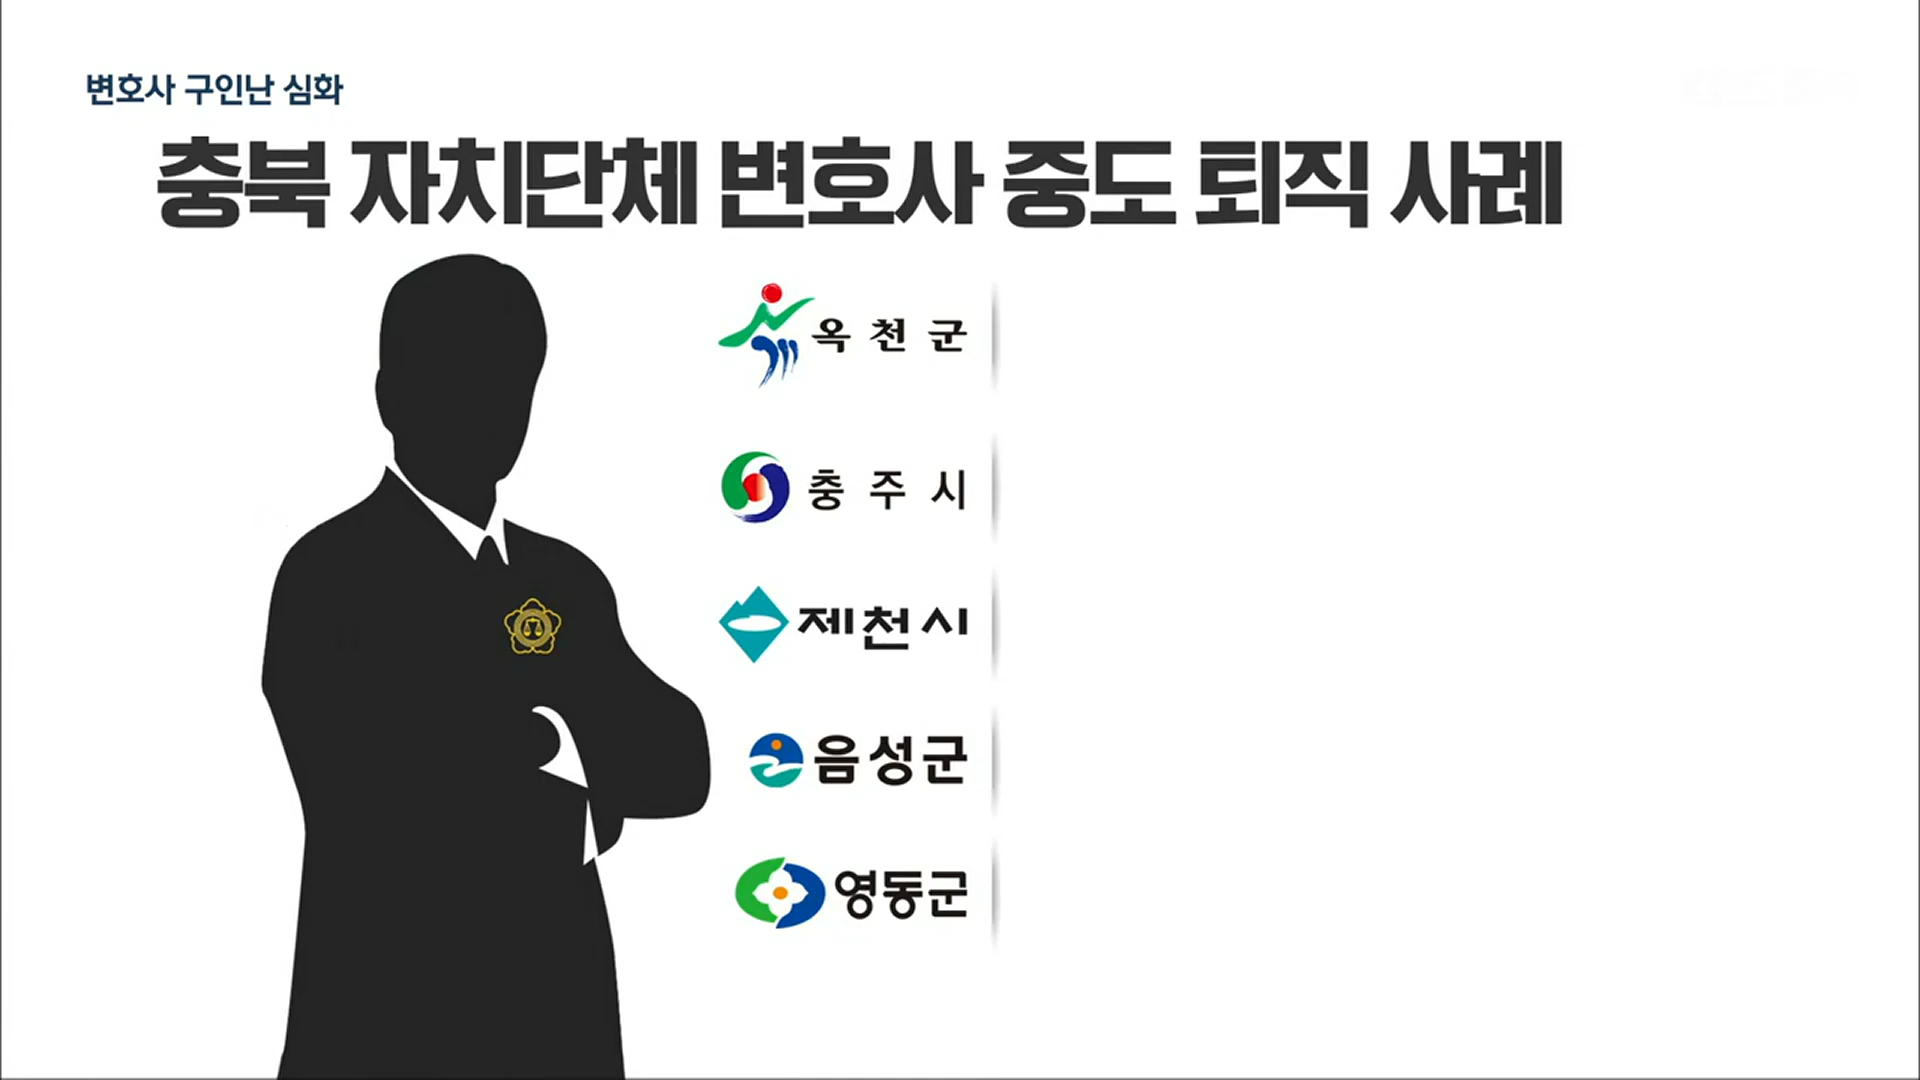 변호사 구인난 심화
충북 자치단체 변호사 중도 퇴직 사례
옥천군
충주시
제천시
음성군
영동군